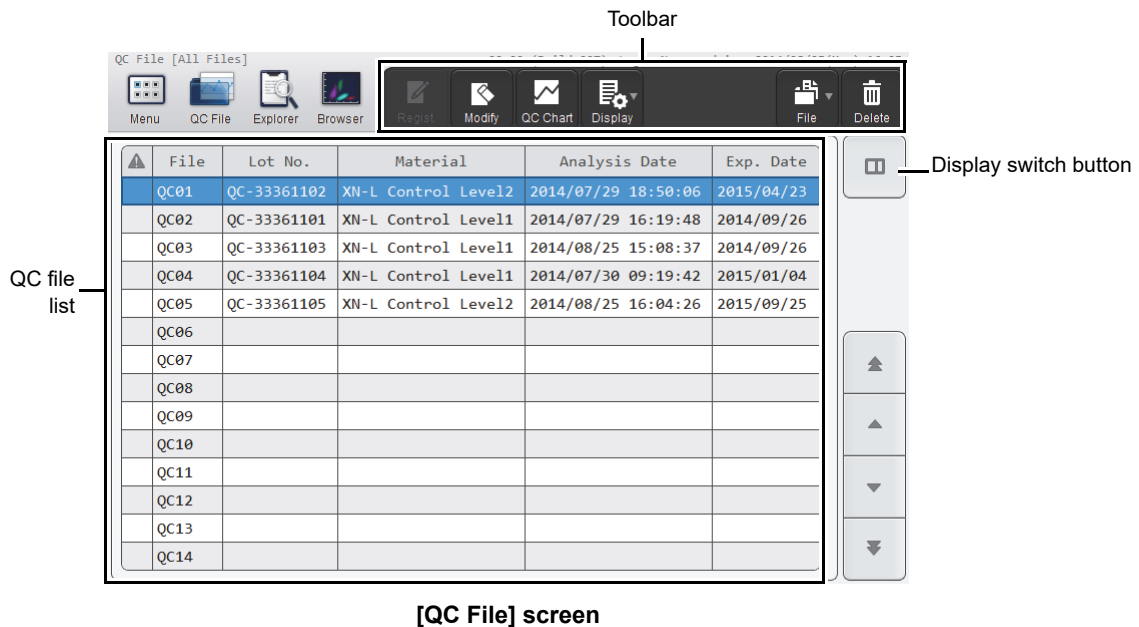 Toolbar
QC File [All Files]
Menu QC File Explorer Browser Regist. Modify QC Chart Display File Delete
Display switch button
File Lot No. Material Analysis Date Exp. Date
QC01 QC-33361102 XN-L Control Level2 2014/07/29 18:50:06 2015/04/23
QC02 QC-33361101 XN-L Control Level1 2014/07/29 16:19:48 2014/09/26
QC03 QC-33361103 XN-L Control Level1 2014/08/25 15:08:37 2014/09/26
QC file
list
QC04 QC-33361104 XN-L Control Level1 2014/07/30 09:19:42 2015/01/04
QC05 QC-33361105 XN-L Control Level2 2014/08/25 16:04:26 2015/09/25
QC06
QC07
QC08
QC09
QC10
QC11
QC12
QC13
QC14
[QC File] screen